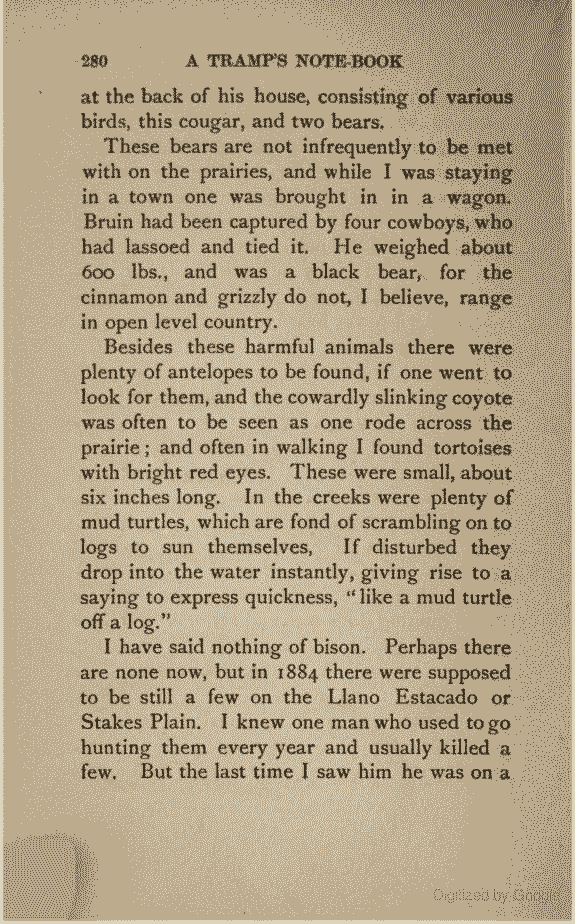 280 A TRAMP'S NOTE-BOOK
at the back of his house, consisting of various
birds, this cougar, and two bears.
These bears are not infrequently to be met
with on the prairies, and while I was staying
in a town one was brought in in a wagon.
Bruin had been captured by four cowboys, who
had lassoed and tied it. He weighed about
600 lbs., and was a black bear, for the
cinnamon and grizzly do not, I believe, range
in open level country.
Besides these harmful animals there were
plenty of antelopes to be found, if one went to
look for them, and the cowardly slinking coyote
was often to be seen as one rode across the
prairie; and often in walking I found tortoises
with bright red eyes. These were small, about
six inches long. In the creeks were plenty of
mud turtles, which are fond of scrambling on to
logs to sun themselves, If disturbed they
drop into the water instantly, giving rise to a
saying to express quickness, "like a mud turtle
off a log."
I have said nothing of bison. Perhaps there
are none now, but in 1884 there were supposed
to be still a few on the Llano Estacado or
Stakes Plain. I knew one man who used to go
hunting them every year and usually killed a
few. But the last time I saw him he was on a
Digitized by Google